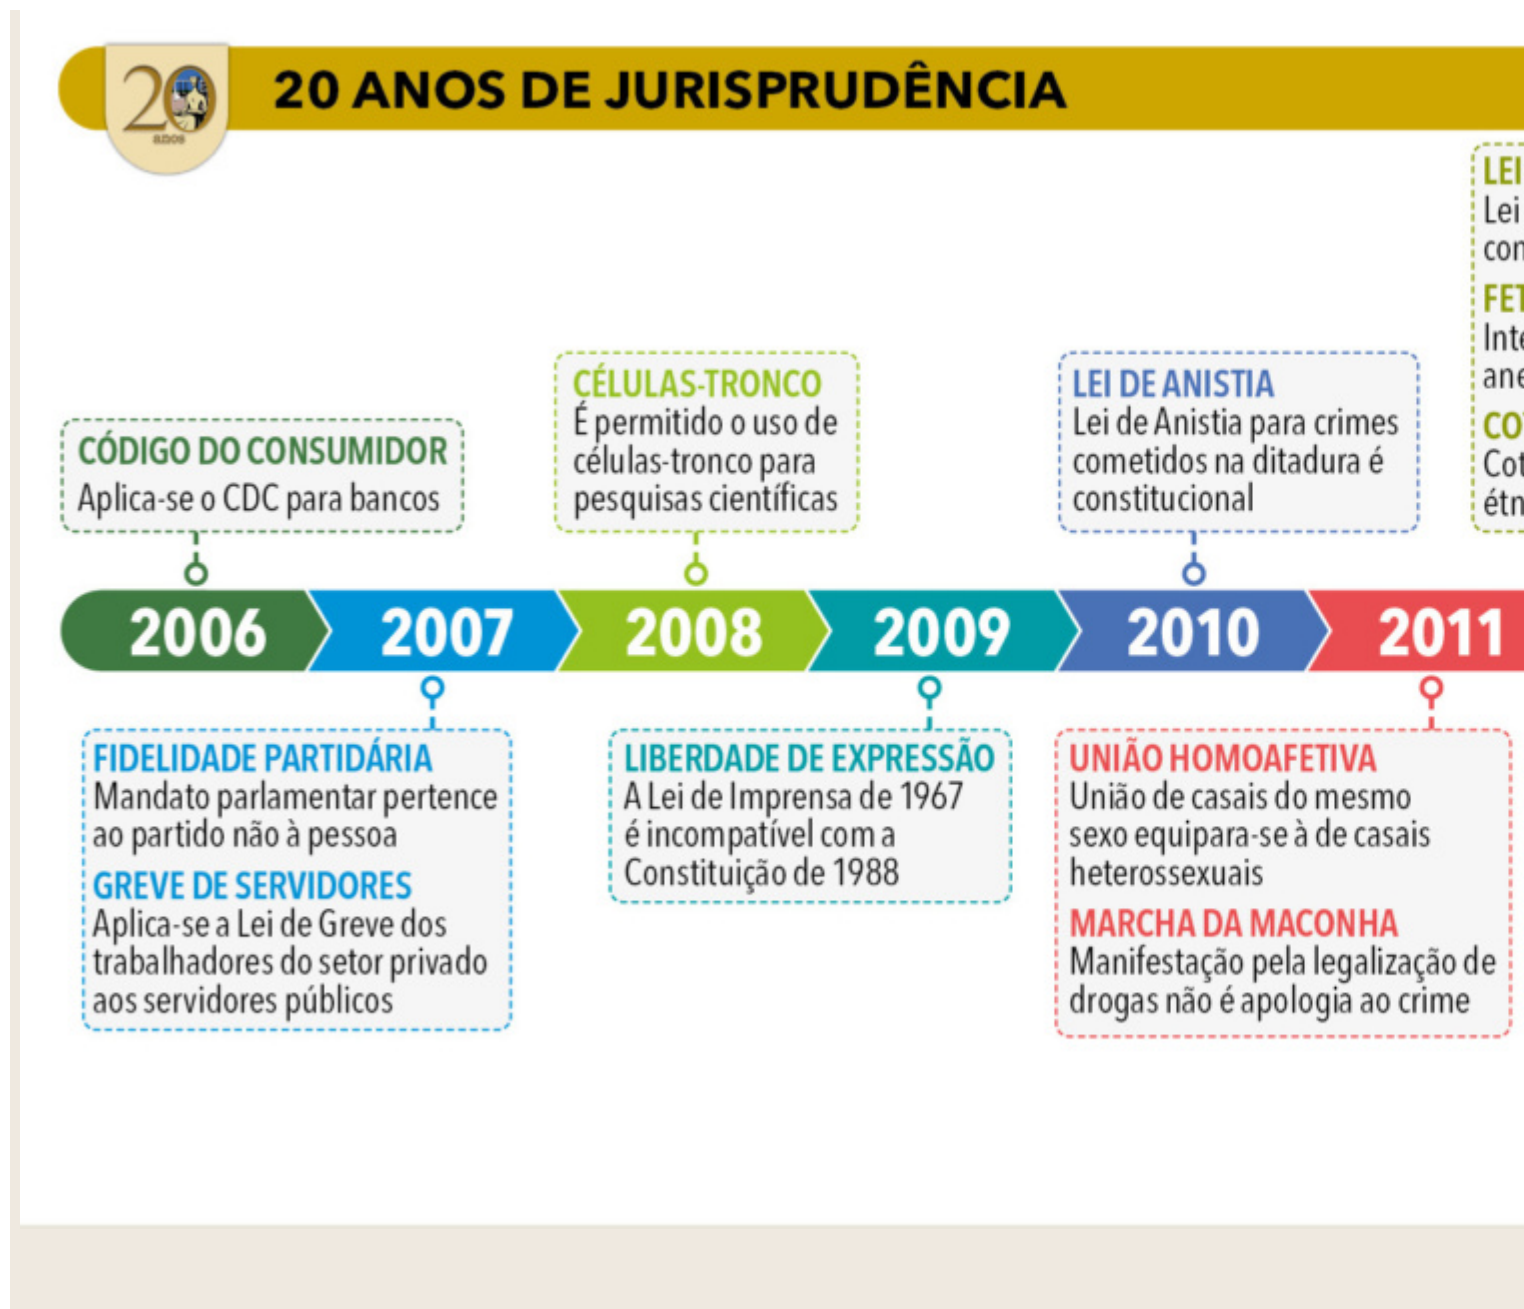 20
anos
20 ANOS DE JURISPRUDÊNCIA
CÓDIGO DO CONSUMIDOR
Aplica-se o CDC para bancos
CÉLULAS-TRONCO
É permitido o uso de
células-tronco para
pesquisas científicas
LEI DE ANISTIA
Lei de Anistia para crimes
cometidos na ditadura é
constitucional
LEI
Lei
2006
2007
2008
2009
2010
2011
FIDELIDADE PARTIDÁRIA
Mandato parlamentar pertence
ao partido não à pessoa
GREVE DE SERVIDORES
Aplica-se a Lei de Greve dos
trabalhadores do setor privado
aos servidores públicos
LIBERDADE DE EXPRESSÃO
A Lei de Imprensa de 1967
é incompatível com a
Constituição de 1988
UNIÃO HOMOAFETIVA
União de casais do mesmo
sexo equipara-se à de casais
heterossexuais
MARCHA DA MACONHA
Manifestação pela legalização de
drogas não é apologia ao crime